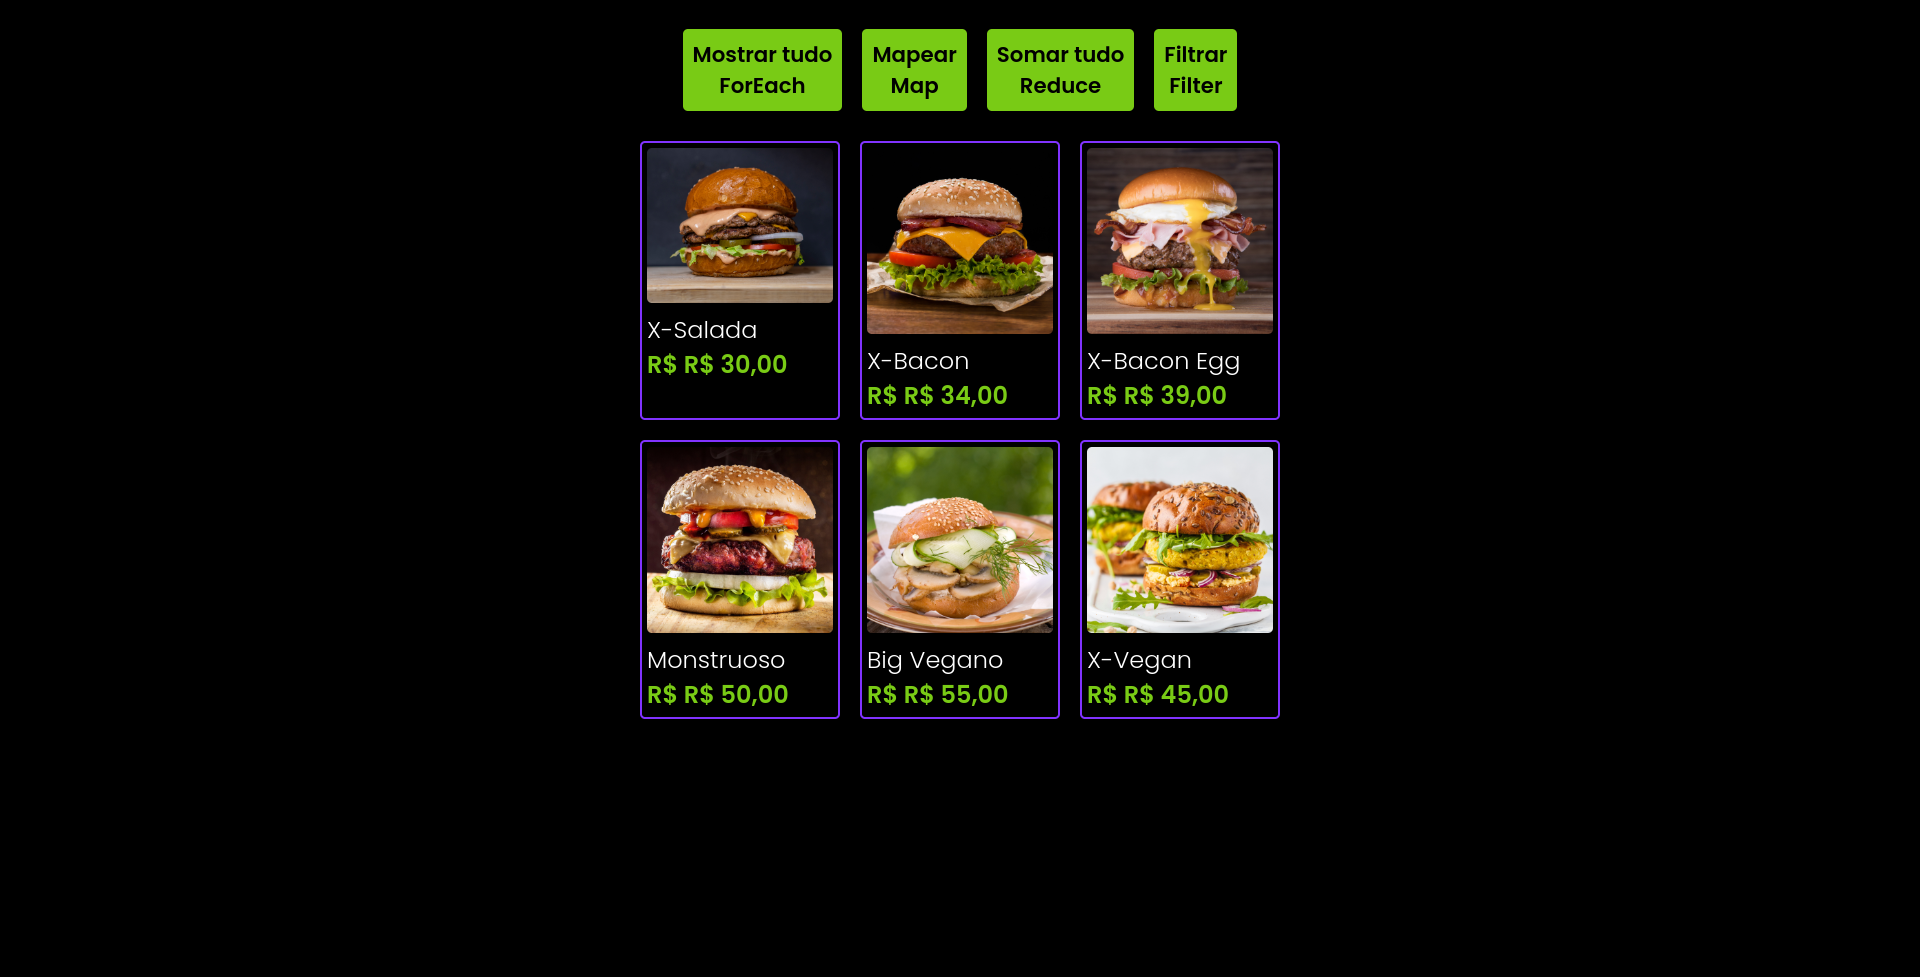 Mostrar tudo
ForEach
Mapear
Map
Somar tudo
Reduce
Filtrar
Filter
X-Salada
R$ R$ 30,00
X-Bacon
R$ R$ 34,00
X-Bacon Egg
R$ R$ 39,00
Monstruoso
R$ R$ 50,00
Big Vegano
R$ R$ 55,00
X-Vegan
R$ R$ 45,00